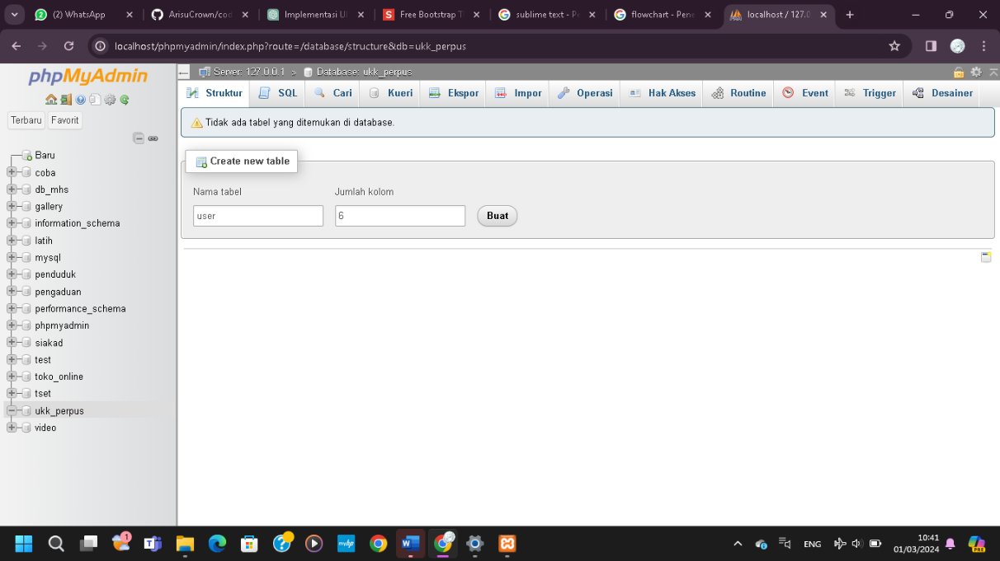 (2) WhatsApp
ArisuCrown/cod
Implementasi U
Free Bootstrap T
sublime text - P
flowchart - Pene
localhost / 127.0
localhost/phpmyadmin/index.php?route=/database/structure&db=ukk_perpus
phpMyAdmin
Terbaru
Favorit
Baru
coba
db_mhs
gallery
information_schema
latih
mysql
penduduk
pengaduan
performance_schema
phpmyadmin
siakad
test
toko_online
tset
ukk_perpus
video
Server: 127.0.0.1 » Database: ukk_perpus
Struktur
SQL
Cari
Kueri
Ekspor
Impor
Operasi
Hak Akses
Routine
Event
Trigger
Desainer
Tidak ada tabel yang ditemukan di database.
Create new table
Nama tabel
Jumlah kolom
user
6
Buat
1
myhp
ENG
10:41
01/03/2024
PRE